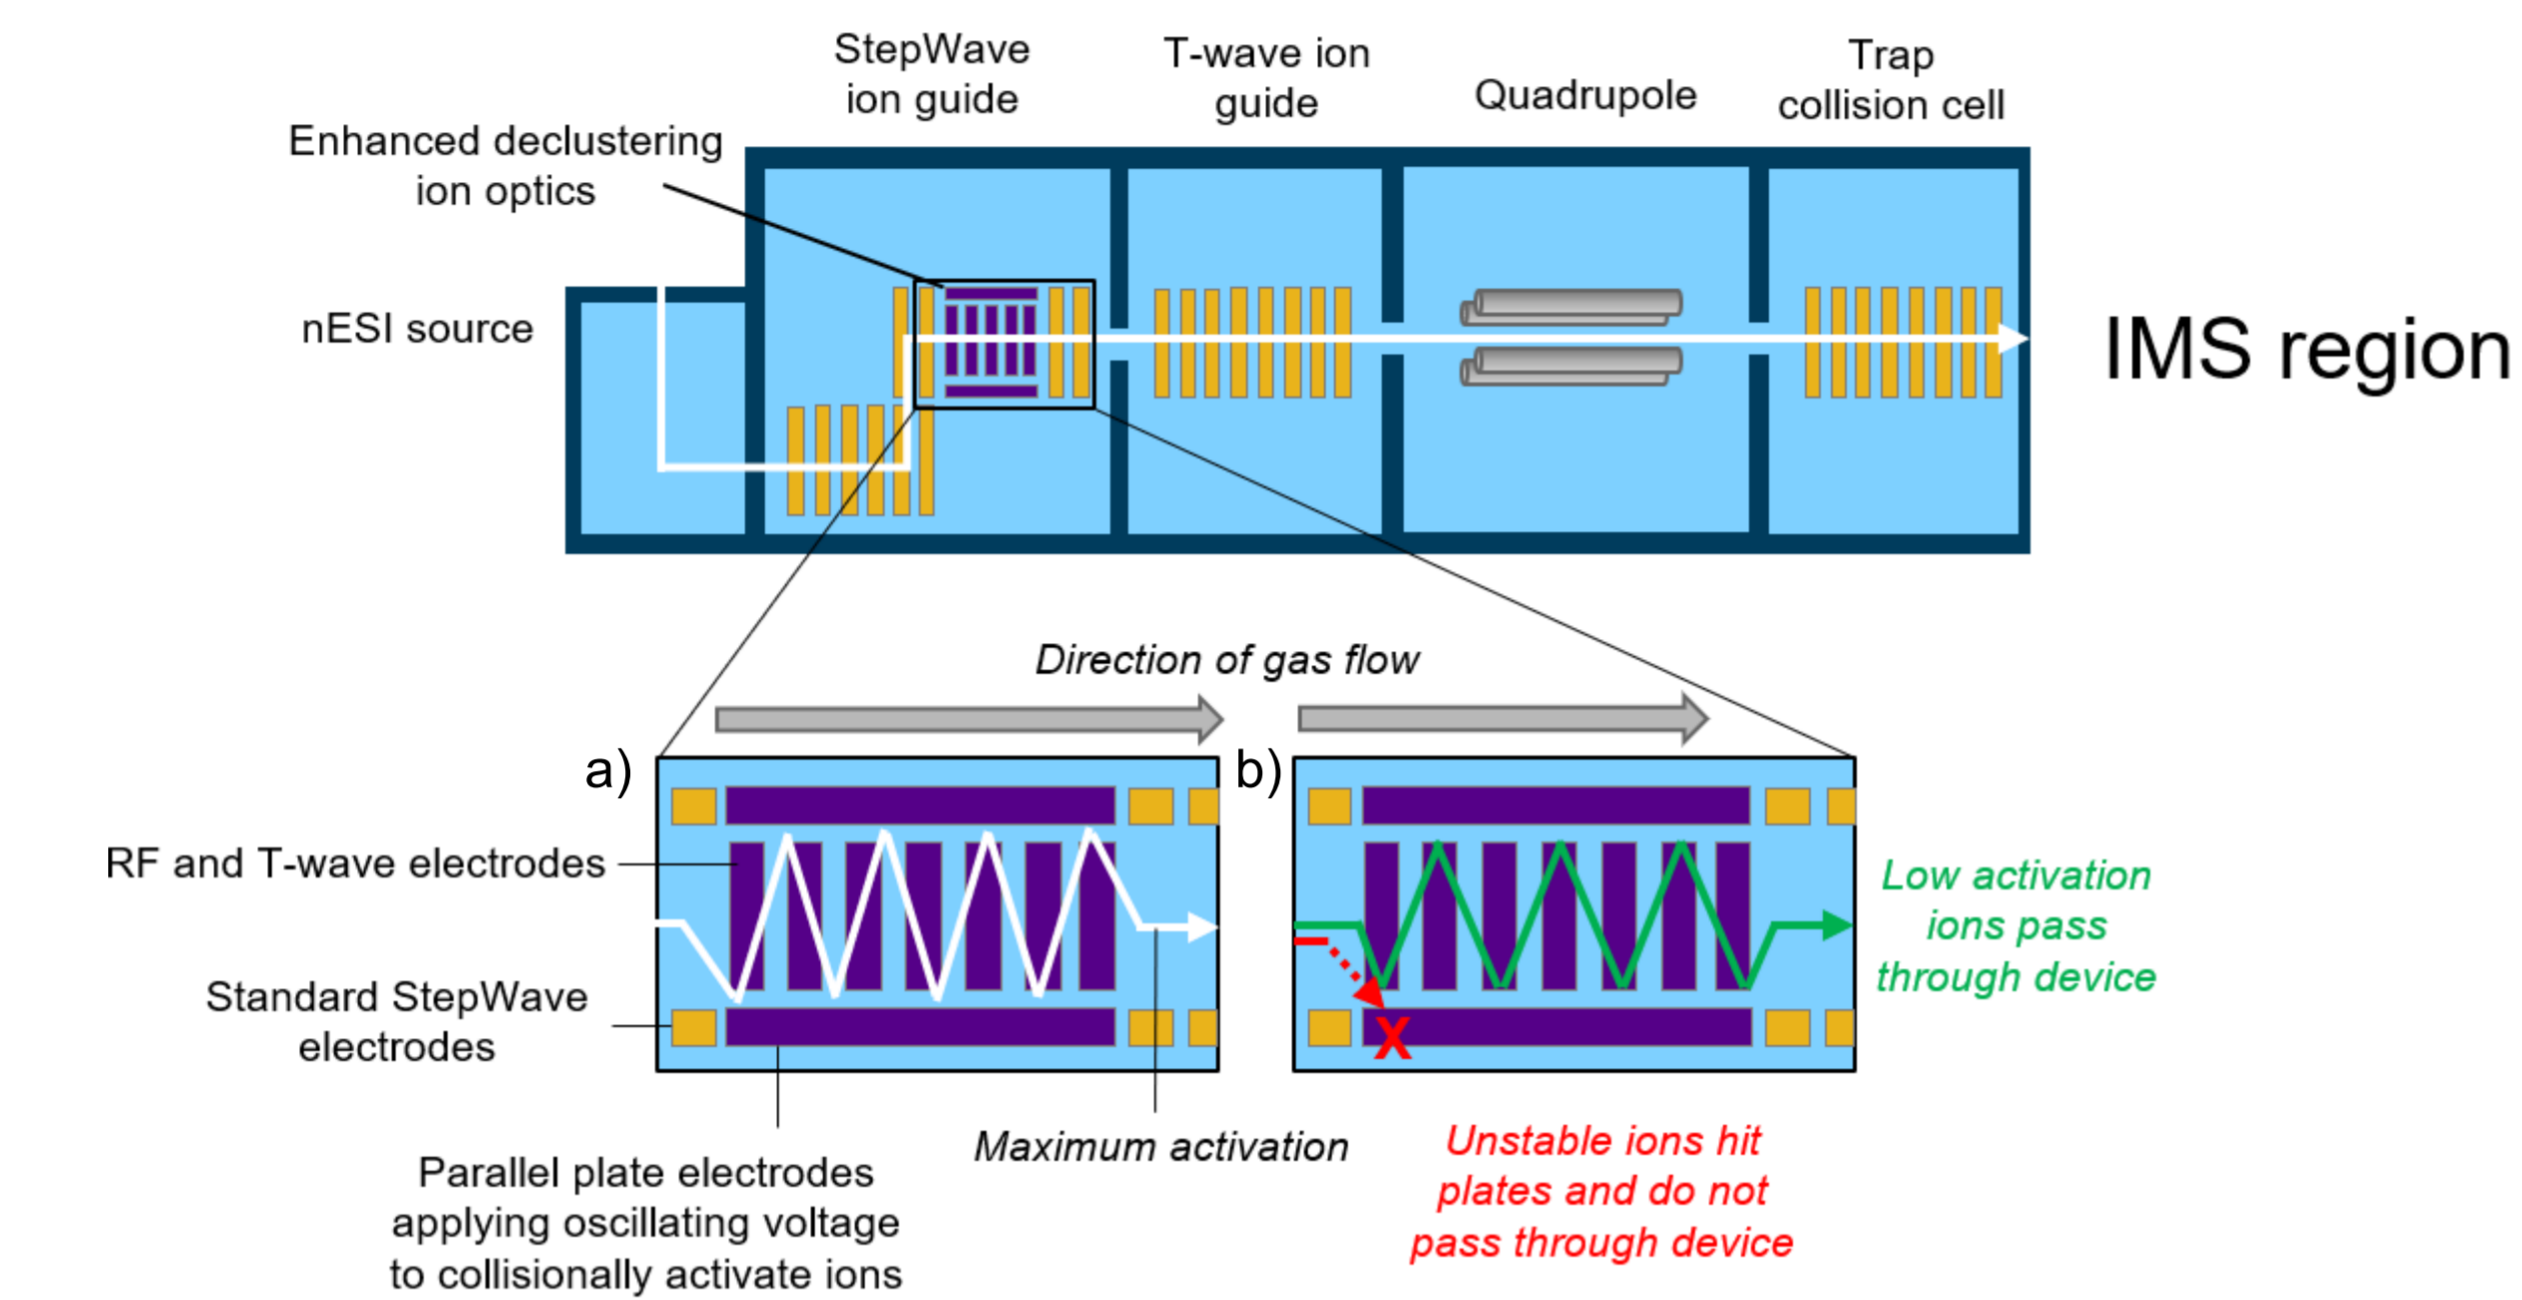 StepWave
ion guide
T-wave ion
guide
Quadrupole
Trap
collision cell
Enhanced declustering
ion optics
nESI source
IMS region
Direction of gas flow
a)
b)
RF and T-wave electrodes
Standard StepWave
electrodes
Low activation
ions pass
through device
X
Maximum activation
Parallel plate electrodes
applying oscillating voltage
to collisionally activate ions
Unstable ions hit
plates and do not
pass through device